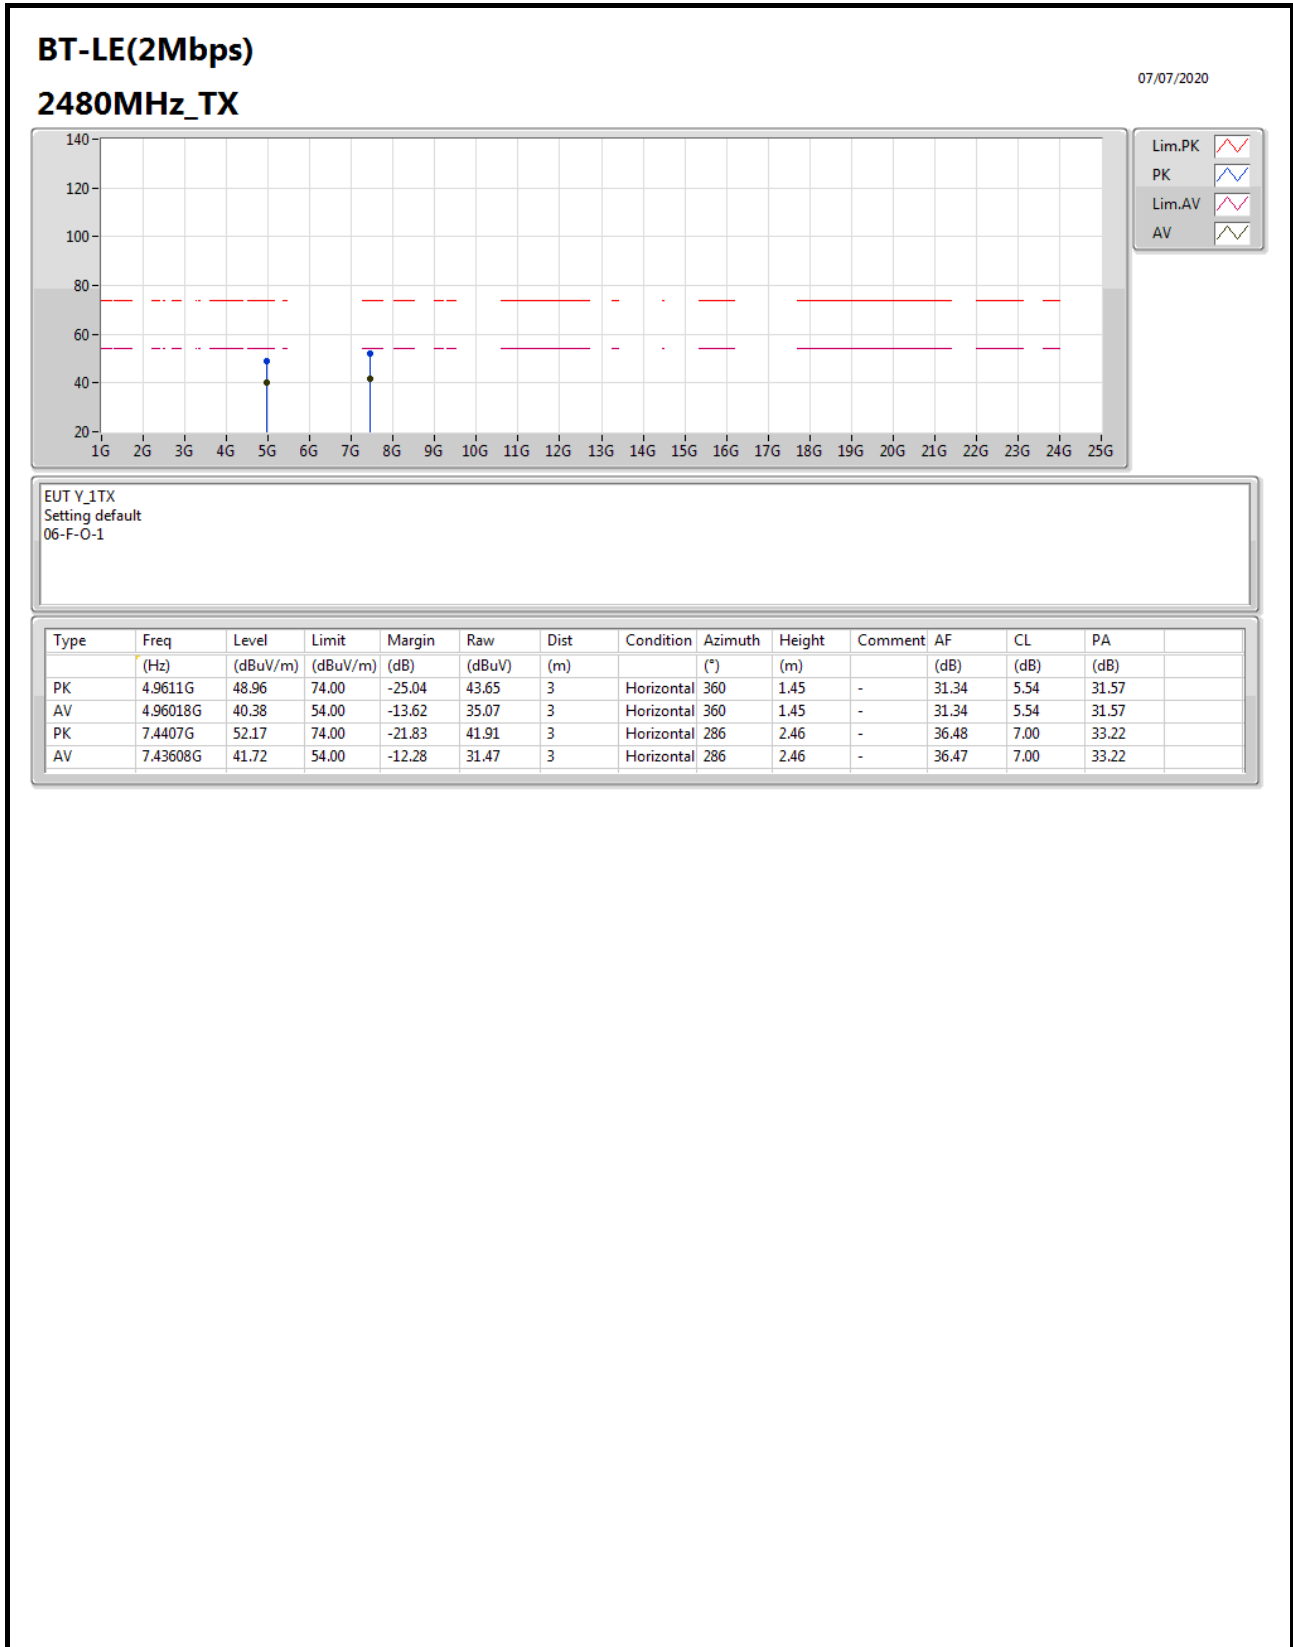 BT-LE(2Mbps)
07/07/2020
2480MHz_TX
140
120
100
80
60
40
20
1G 2G 3G 4G 5G 6G 7G 8G 9G 10G 11G 12G 13G 14G 15G 16G 17G 18G 19G 20G 21G 22G 23G 24G 25G
Lim.PK
PK
Lim.AV
AV
EUT Y_1TX
Setting default
06-F-O-1
Type Freq Level Limit Margin Raw Dist Condition Azimuth Height Comment AF CL PA
(Hz) (dBuV/m) (dBuV/m) (dB) (dBuV) (m) (°) (m) (dB) (dB) (dB)
PK 4.9611G 48.96 74.00 -25.04 43.65 3 Horizontal 360 1.45 - 31.34 5.54 31.57
AV 4.96018G 40.38 54.00 -13.62 35.07 3 Horizontal 360 1.45 - 31.34 5.54 31.57
PK 7.4407G 52.17 74.00 -21.83 41.91 3 Horizontal 286 2.46 - 36.48 7.00 33.22
AV 7.43608G 41.72 54.00 -12.28 31.47 3 Horizontal 286 2.46 - 36.47 7.00 33.22